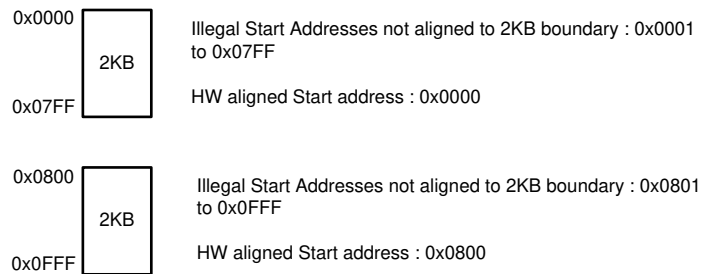 0x0000
Illegal Start Addresses not aligned to 2KB boundary : 0x0001
to 0x07FF
2KB
HW aligned Start address : 0x0000
0x07FF
0x0800
Illegal Start Addresses not aligned to 2KB boundary : 0x0801
to 0x0FFF
2KB
HW aligned Start address : 0x0800
0x0FFF